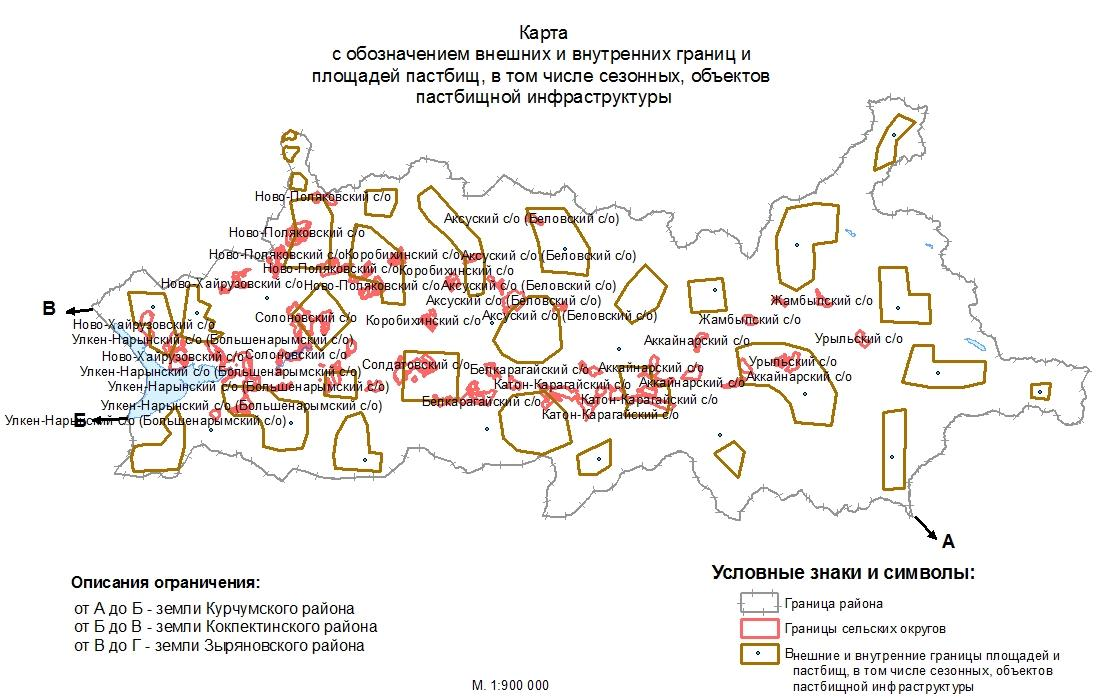 Карта
с обозначением внешних и внутренних границ и
площадей пастбищ, в том числе сезонных, объектов
пастбищной инфраструктуры
Ново-Поляковский с/о
Аксуский с/о (Беловский с/о)
Ново-Поляковский с/о
Ново-Поляковский с/о
Коробихинский с/о
Аксуский с/о (Беловский с/о)
Ново-Поляковский с/о
Коробихинский с/о
Ново-Хайрузовский с/о
Ново-Поляковский с/о
Аксуский с/о (Беловский с/о)
Аксуский с/о (Беловский с/о)
Жамбылский с/о
В
Солоновский с/о
Коробихинский с/о
Аксуский с/о (Беловский с/о)
Жамбылский с/о
Ново-Хайрузовский с/о
Улкен-Нарынский с/о (Большенарымский с/о)
Аккайнарский с/о
Урыльский с/о
Ново-Хайрузовский с/о
Солоновский с/о
Солдатовский с/о
Белкарагайский с/о
Аккайнарский с/о
Урыльский с/о
Улкен-Нарынский с/о (Большенарымский с/о)
Аккайнарский с/о
Улкен-Нарынский с/о (Большенарымский с/о)
Катон-Карагайский с/о
Аккайнарский с/о
Улкен-Нарынский с/о (Большенарымский с/о)
Белкарагайский с/о
Катон-Карагайский с/о
Катон-Карагайский с/о
Улкен-Нарынский с/о (Большенарымский с/о)
Б
А
Описания ограничения:
от А до Б - земли Курчумского района
от Б до В - земли Кокпектинского района
от В до Г - земли Зыряновского района
Условные знаки и символы:
Граница района
Границы сельских округов
Внешние и внутренние границы площадей и
пастбищ, в том числе сезонных, объектов
пастбищной инфраструктуры
М. 1:900 000